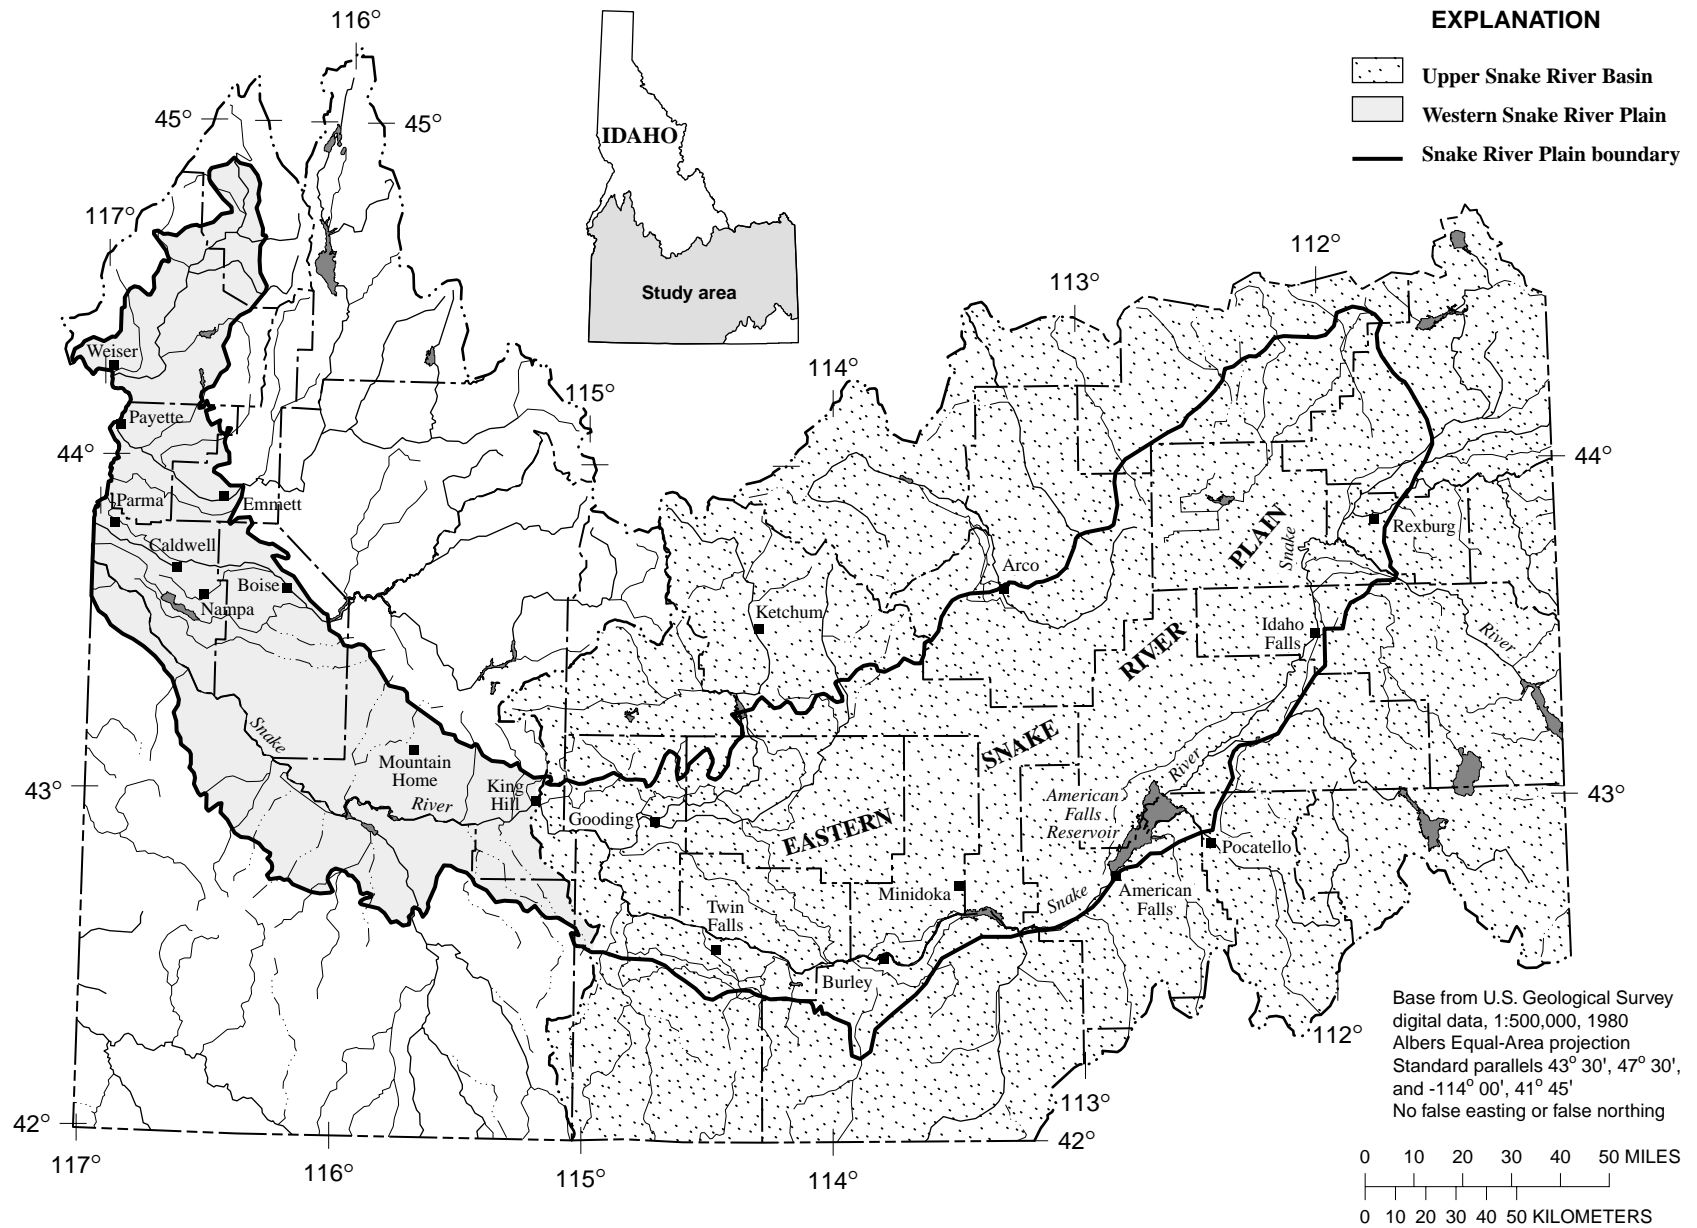 EXPLANATION
Upper Snake River Basin
Western Snake River Plain
Snake River Plain boundary
116°
45°
45°
IDAHO
Study area
117°
112°
113°
114°
115°
Weiser
Payette
44°
44°
Parma
Emmett
Caldwell
Boise
Nampa
Rexburg
Snake
PLAIN
Arco
Ketchum
Idaho
Falls
River
RIVER
Snake
SNAKE
Mountain
Home
River
River
43°
King
Hill
American
Falls
Reservoir
43°
Gooding
EASTERN
Pocatello
Minidoka
Snake
American
Falls
Twin
Falls
Burley
Base from U.S. Geological Survey
digital data, 1:500,000, 1980
Albers Equal-Area projection
Standard parallels 43° 30', 47° 30',
and -114° 00', 41° 45'
No false easting or false northing
112°
113°
42°
42°
117°
116°
115°
114°
0 10 20 30 40 50 MILES
0 10 20 30 40 50 KILOMETERS